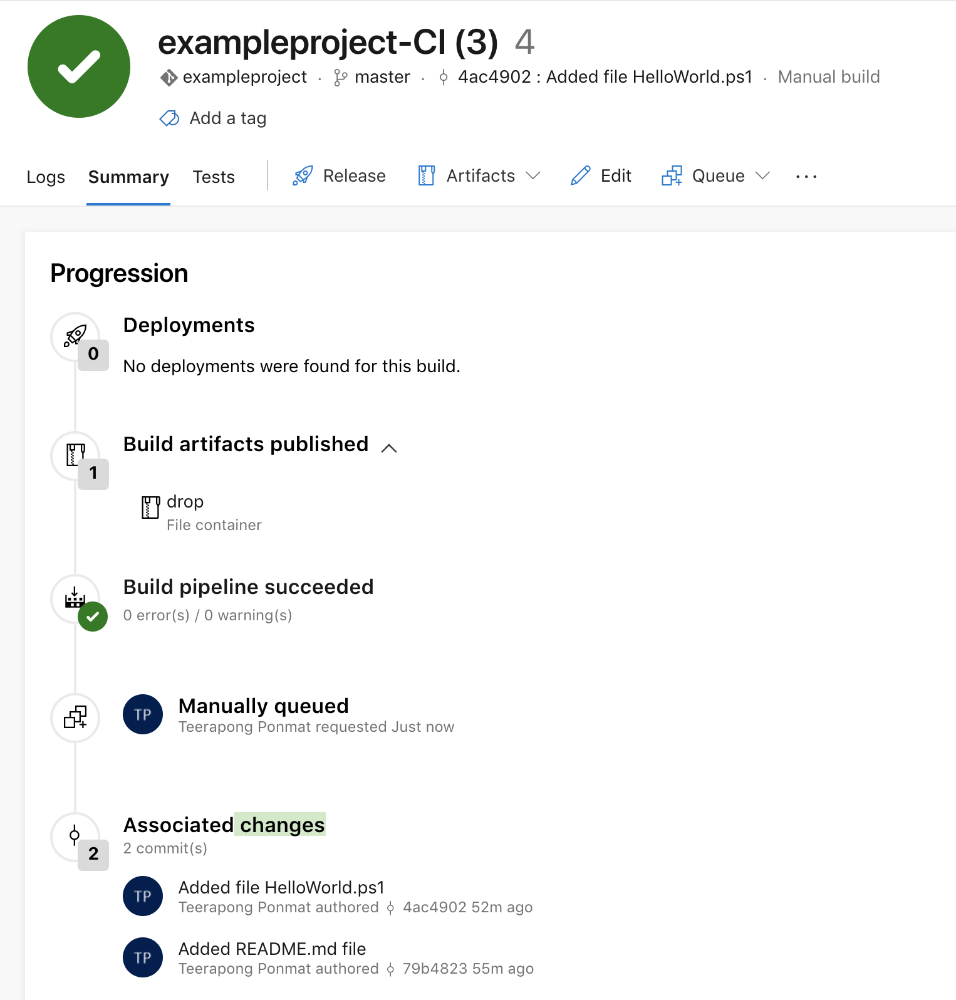 exampleproject-CI (3) 4
exampleproject · master · 4ac4902 : Added file HelloWorld.ps1 · Manual build
Add a tag
Logs Summary Tests Release Artifacts Edit Queue ...
Progression
Deployments
0
No deployments were found for this build.
Build artifacts published
1
drop
File container
Build pipeline succeeded
0 error(s) / 0 warning(s)
TP Manually queued
Teerapong Ponmat requested Just now
Associated changes
2
2 commit(s)
TP Added file HelloWorld.ps1
Teerapong Ponmat authored 4ac4902 52m ago
TP Added README.md file
Teerapong Ponmat authored 79b4823 55m ago